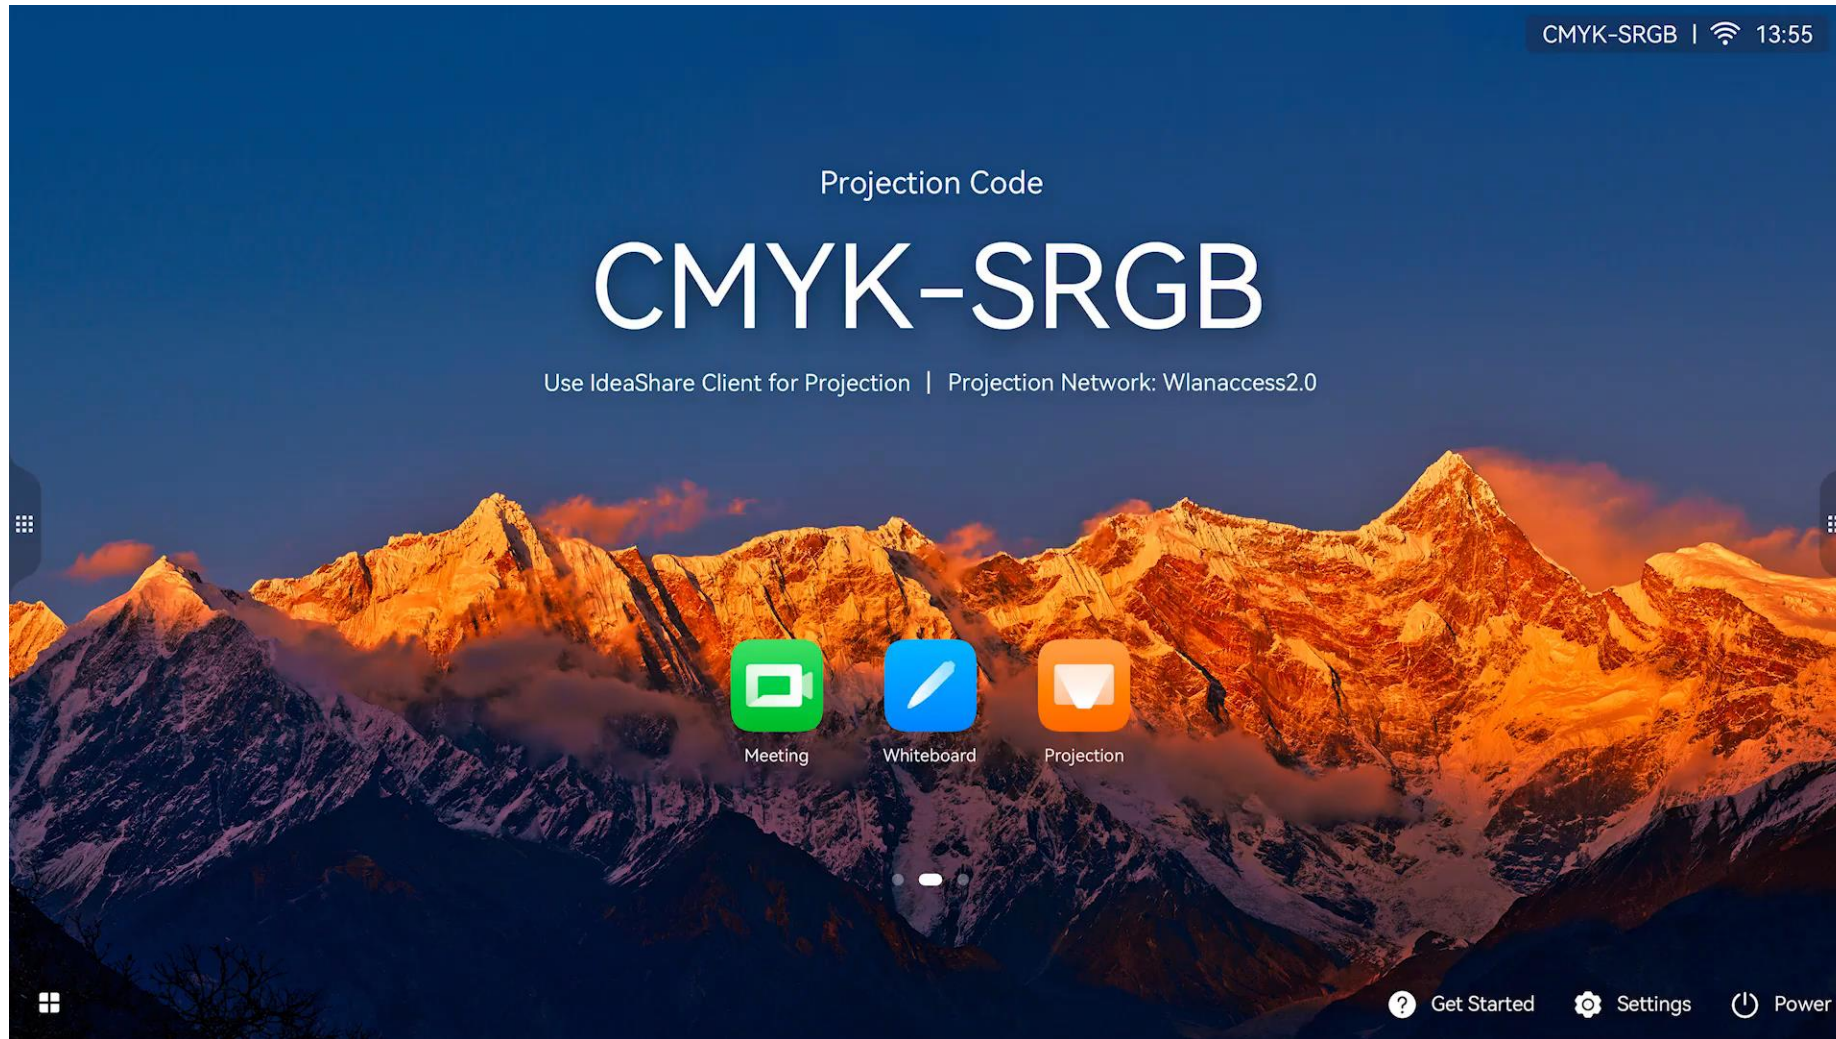 CMYK-SRGB | 13:55
Projection Code
CMYK-SRGB
Use IdeaShare Client for Projection | Projection Network: Wlanaccess2.0
Meeting Whiteboard Projection
? Get Started Settings Power